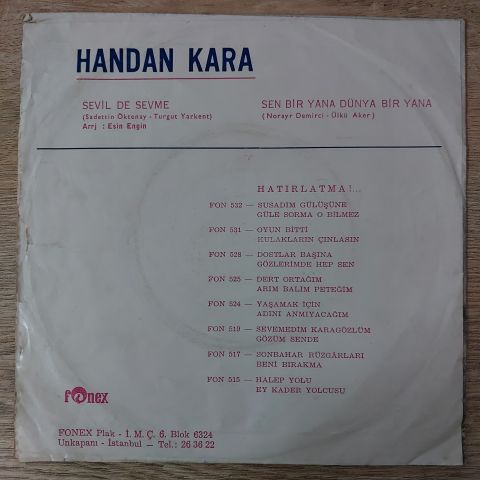 HANDAN KARA
SEVİL DE SEVME
(Sadettin Öktenay - Turgut Yarkent)
Arrj : Esin Engin
SEN BİR YANA DÜNYA BİR YANA
(Norayr Demirci - Ülkü Aker)
HATIRLATMA!...
FON 532 — SUSADIM GÜLÜŞÜNE
GÜLE SORMA O BİLMEZ
FON 531 — OYUN BİTTİ
KULAKLARIN ÇINLASIN
FON 528 — DOSTLAR BAŞINA
GÖZLERİMDE HEP SEN
FON 525 — DERT ORTAĞIM
ARIM BALIM PETEĞİM
FON 524 — YAŞAMAK İÇİN
ADINI ANMIYACAĞIM
FON 519 — SEVEMEDİM KARAGÖZLÜM
GÖZÜM SENDE
FON 517 — SONBAHAR RÜZGÂRLARI
BENİ BIRAKMA
FON 515 — HALEP YOLU
EY KADER YOLCUSU
fonex
FONEX Plak - İ. M. Ç. 6. Blok 6324
Unkapanı - İstanbul — Tel.: 26 36 22